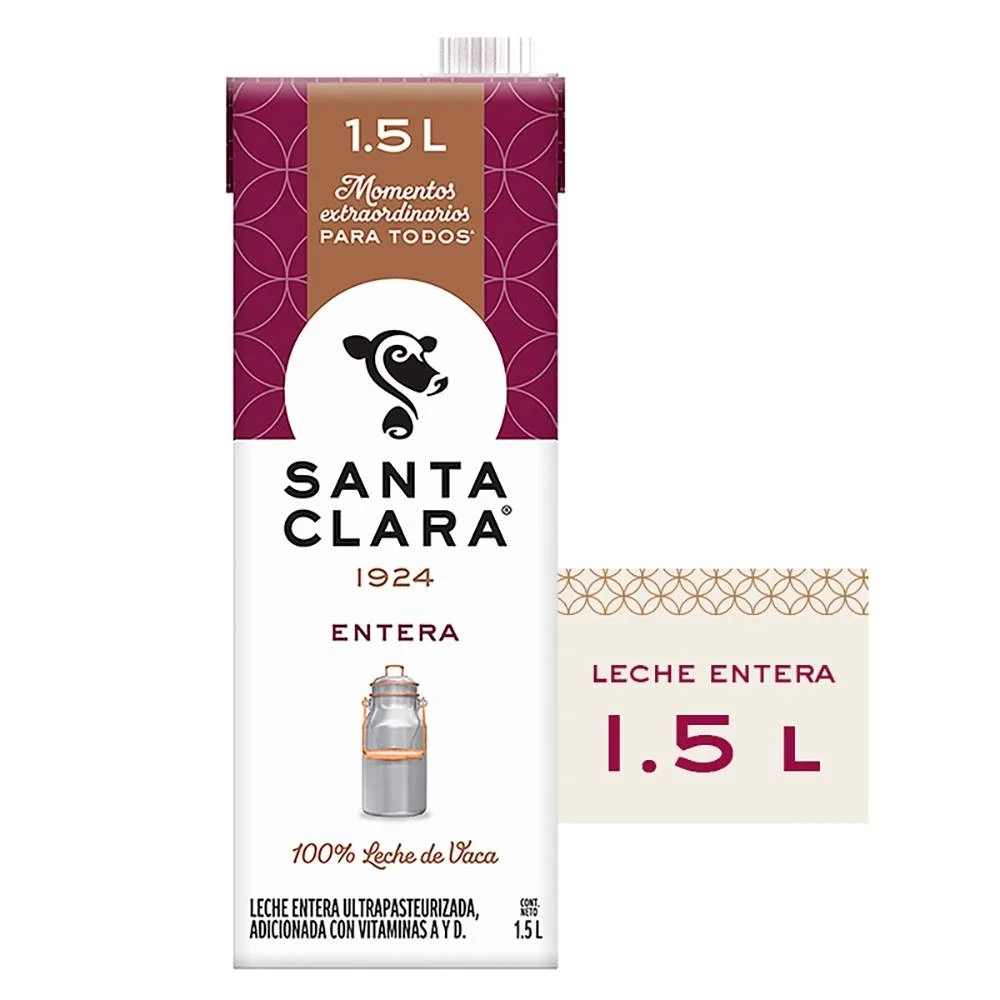 1.5 L
Momentos
extraordinarios
PARA TODOS^
SANTA
CLARA®
1924
ENTERA
100% Leche de Vaca
LECHE ENTERA ULTRAPASTEURIZADA,
ADICIONADA CON VITAMINAS A Y D.
CONT.
NETO
1.5 L
LECHE ENTERA
1.5 L